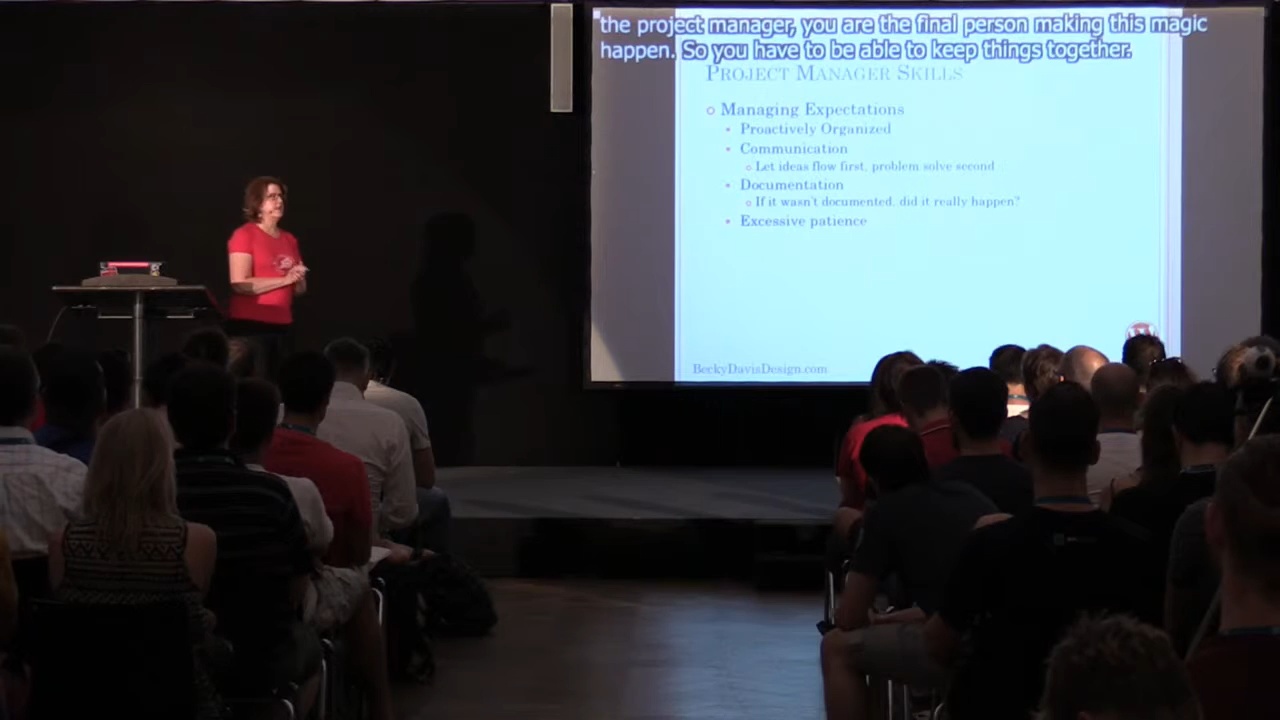 the project manager, you are the final person making this magic
happen. So you have to be able to keep things together.
PROJECT MANAGER SKILLS
Managing Expectations
Proactively Organized
Communication
Let ideas flow first, problem solve second
Documentation
If it wasn't documented, did it really happen?
Excessive patience
BeckyDavisDesign.com